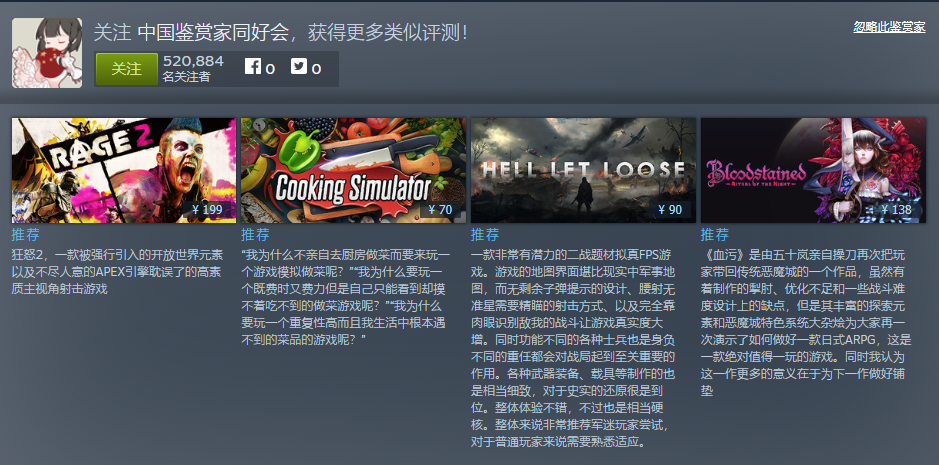 关注 中国鉴赏家同好会，获得更多类似评测！
忽略此鉴赏家
关注
520,884
名关注者
0
0
RAGE 2
¥ 199
推荐
狂怒2，一款被强行引入的开放世界元素
以及不尽人意的APEX引擎耽误了的高素
质主视角射击游戏
Cooking Simulator
¥ 70
推荐
“我为什么不亲自去厨房做菜而要来玩一
个游戏模拟做菜呢？”“我为什么要玩一
个既费时又费力但是自己只能看到却摸
不着吃不到的做菜游戏呢？”“我为什么
要玩一个重复性高而且我生活中根本遇
不到的菜品的游戏呢？”
HELL LET LOOSE
¥ 90
推荐
一款非常有潜力的二战题材拟真FPS游
戏。游戏的地图界面堪比现实中军事地
图，而无剩余子弹提示的设计、腰射无
准星需要精瞄的射击方式、以及完全靠
肉眼识别敌我的战斗让游戏真实度大
增。同时功能不同的各种士兵也是身负
不同的重任都会对战局起到至关重要的
作用。各种武器装备、载具等制作的也
是相当细致，对于史实的还原很是到
位。整体体验不错，不过也是相当硬
核。整体来说非常推荐军迷玩家尝试，
对于普通玩家来说需要熟悉适应。
Bloodstained
RITUAL OF THE NIGHT
¥ 138
推荐
《血污》是由五十岚亲自操刀再次把玩
家带回传统恶魔城的一个作品，虽然有
着制作的掣肘、优化不足和一些战斗难
度设计上的缺点，但是其丰富的探索元
素和恶魔城特色系统大杂烩为大家再一
次演示了如何做好一款日式ARPG，这是
一款绝对值得一玩的游戏。同时我认为
这一作更多的意义在于为下一作做好铺
垫